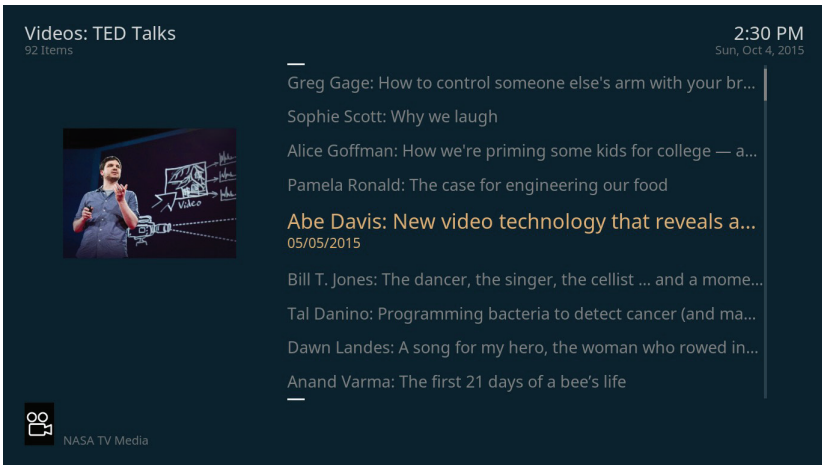 Videos: TED Talks
92 Items
2:30 PM
Sun, Oct 4, 2015
Greg Gage: How to control someone else's arm with your br...
Sophie Scott: Why we laugh
Alice Goffman: How we're priming some kids for college — a...
Pamela Ronald: The case for engineering our food
Abe Davis: New video technology that reveals a...
05/05/2015
Bill T. Jones: The dancer, the singer, the cellist ... and a mome...
Tal Danino: Programming bacteria to detect cancer (and ma...
Dawn Landes: A song for my hero, the woman who rowed in...
Anand Varma: The first 21 days of a bee’s life
Video
NASA TV Media